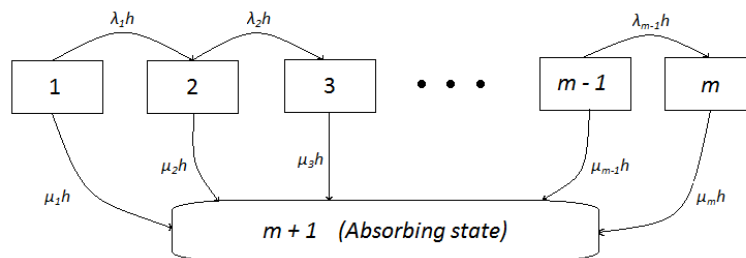 λ₁h λ₂h λₘ₋₁h
1 2 3 • • • m - 1 m
μ₁h μ₂h μ₃h μₘ₋₁h μₘh
m + 1 (Absorbing state)